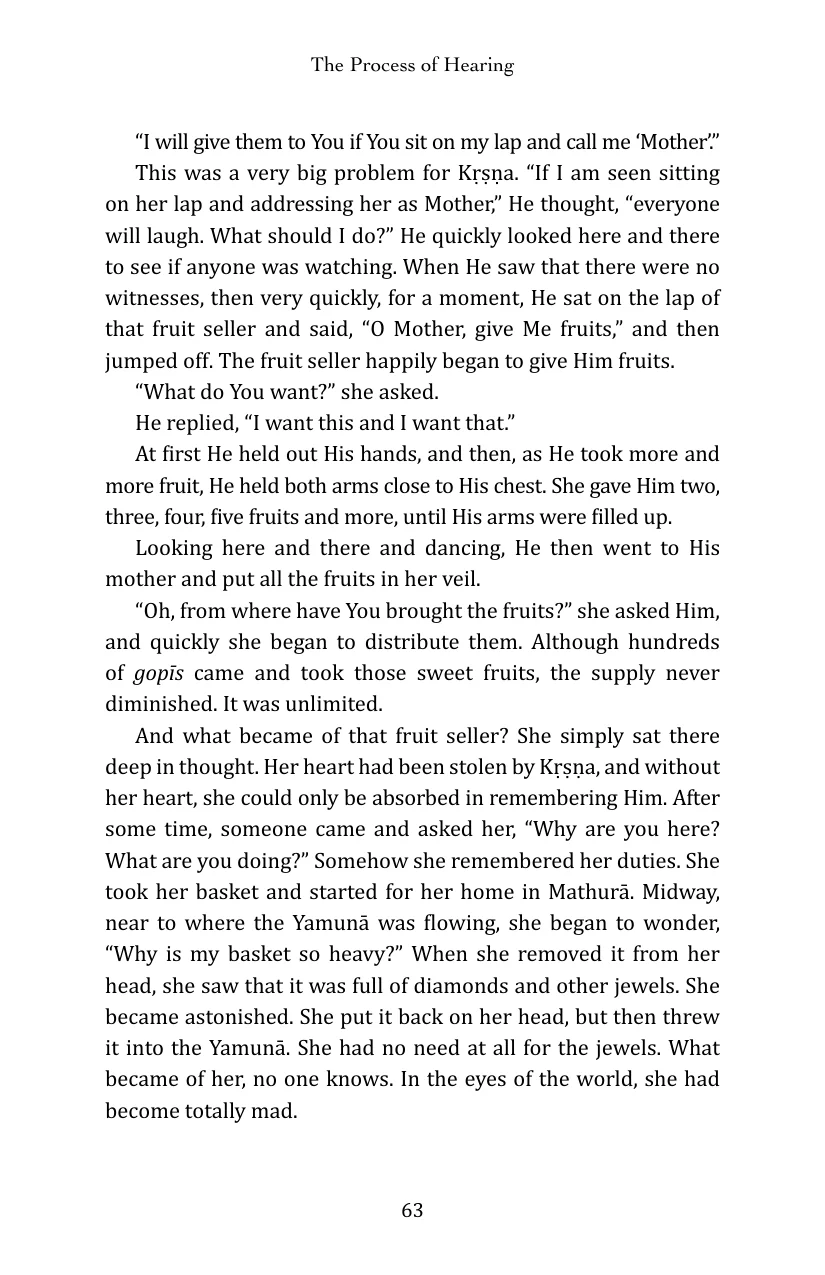 The Process of Hearing
“I will give them to You if You sit on my lap and call me ‘Mother’.”
This was a very big problem for Kṛṣṇa. “If I am seen sitting
on her lap and addressing her as Mother,” He thought, “everyone
will laugh. What should I do?” He quickly looked here and there
to see if anyone was watching. When He saw that there were no
witnesses, then very quickly, for a moment, He sat on the lap of
that fruit seller and said, “O Mother, give Me fruits,” and then
jumped off. The fruit seller happily began to give Him fruits.
“What do You want?” she asked.
He replied, “I want this and I want that.”
At first He held out His hands, and then, as He took more and
more fruit, He held both arms close to His chest. She gave Him two,
three, four, five fruits and more, until His arms were filled up.
Looking here and there and dancing, He then went to His
mother and put all the fruits in her veil.
“Oh, from where have You brought the fruits?” she asked Him,
and quickly she began to distribute them. Although hundreds
of gopīs came and took those sweet fruits, the supply never
diminished. It was unlimited.
And what became of that fruit seller? She simply sat there
deep in thought. Her heart had been stolen by Kṛṣṇa, and without
her heart, she could only be absorbed in remembering Him. After
some time, someone came and asked her, “Why are you here?
What are you doing?” Somehow she remembered her duties. She
took her basket and started for her home in Mathurā. Midway,
near to where the Yamunā was flowing, she began to wonder,
“Why is my basket so heavy?” When she removed it from her
head, she saw that it was full of diamonds and other jewels. She
became astonished. She put it back on her head, but then threw
it into the Yamunā. She had no need at all for the jewels. What
became of her, no one knows. In the eyes of the world, she had
become totally mad.
63